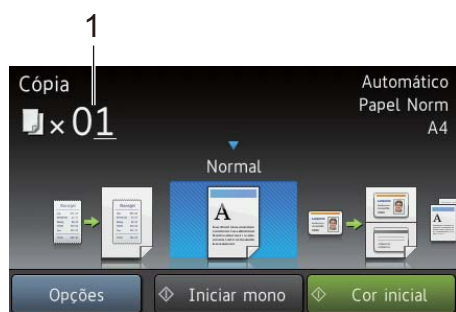 1
Cópia
× 01
Automático
Papel Norm
A4
Normal
A
A
Opções
Iniciar mono
Cor inicial